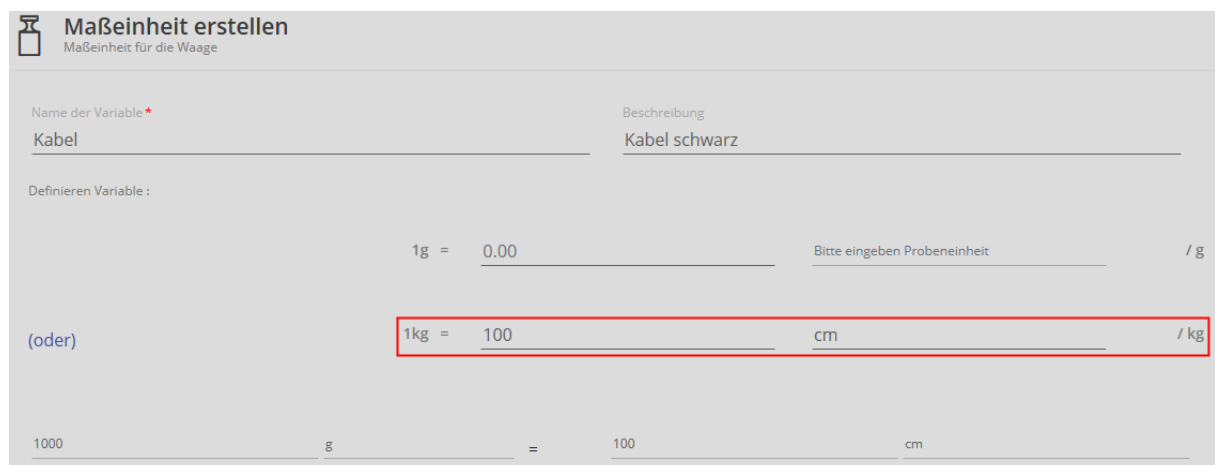 Maßeinheit erstellen
Maßeinheit für die Waage
Name der Variable * Beschreibung
Kabel Kabel schwarz
Definieren Variable :
1g = 0.00 Bitte eingeben Probeneinheit / g
(oder) 1kg = 100 cm / kg
1000 g = 100 cm